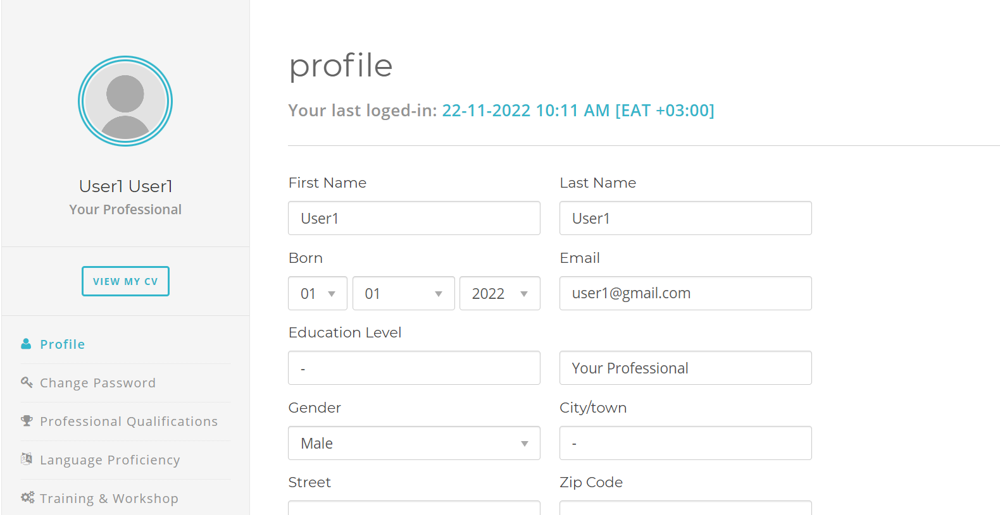 User1 User1
Your Professional
VIEW MY CV
Profile
Change Password
Professional Qualifications
Language Proficiency
Training & Workshop
profile
Your last loged-in: 22-11-2022 10:11 AM [EAT +03:00]
First Name
Last Name
User1
User1
Born
Email
01 01 2022
user1@gmail.com
Education Level
-
Your Professional
Gender
City/town
Male
-
Street
Zip Code